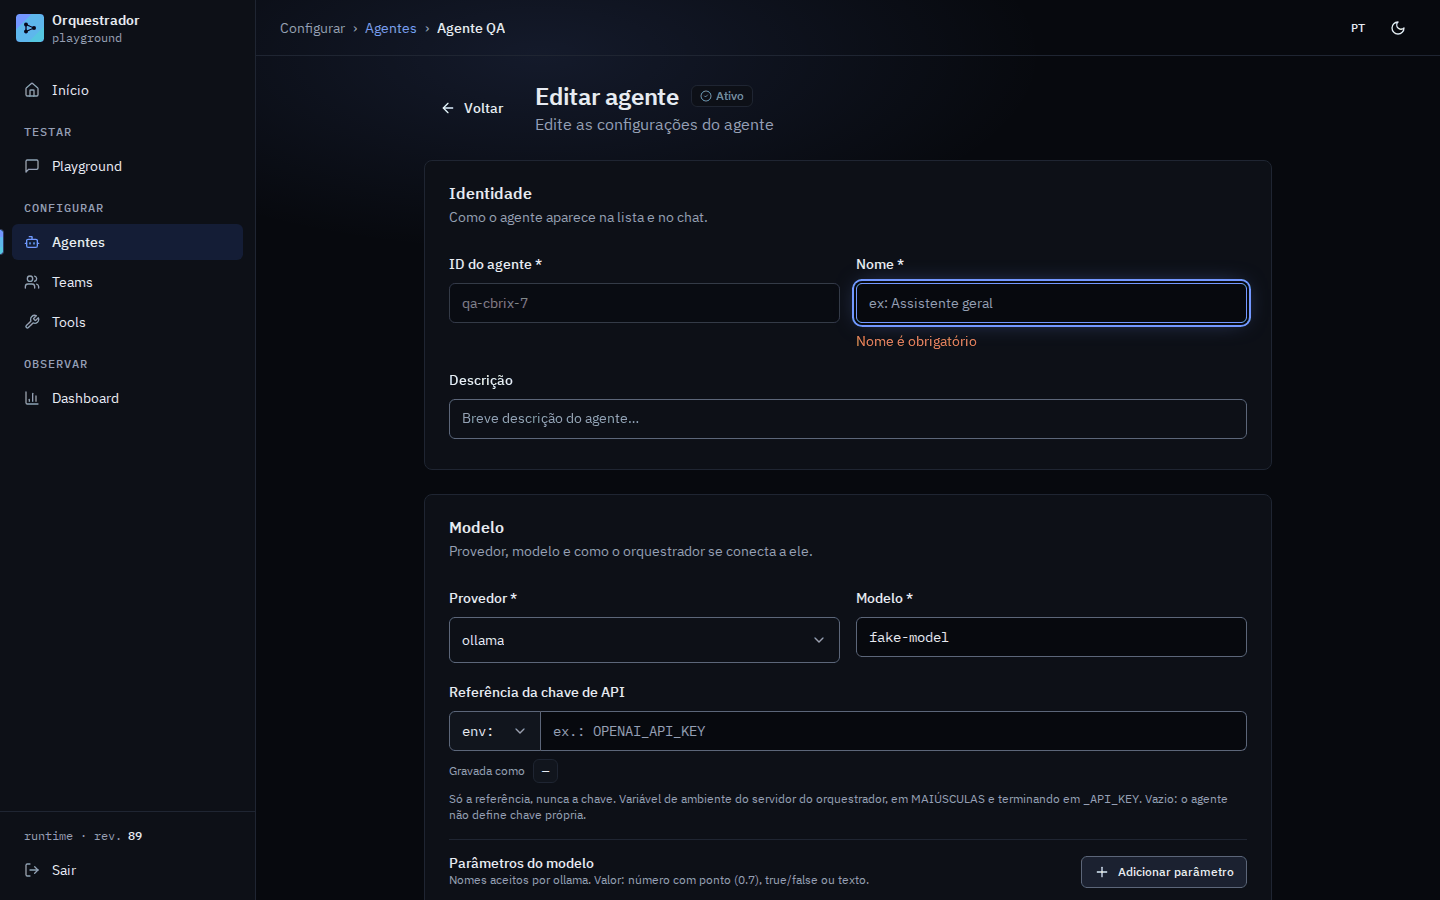 Orquestrador
playground
Início
TESTAR
Playground
CONFIGURAR
Agentes
Teams
Tools
OBSERVAR
Dashboard
runtime · rev. 89
Sair
Configurar › Agentes › Agente QA
PT
Voltar
Editar agente
Ativo
Edite as configurações do agente
Identidade
Como o agente aparece na lista e no chat.
ID do agente *
qa-cbrix-7
Nome *
ex: Assistente geral
Nome é obrigatório
Descrição
Breve descrição do agente...
Modelo
Provedor, modelo e como o orquestrador se conecta a ele.
Provedor *
ollama
Modelo *
fake-model
Referência da chave de API
env:
ex.: OPENAI_API_KEY
Gravada como —
Só a referência, nunca a chave. Variável de ambiente do servidor do orquestrador, em MAIÚSCULAS e terminando em _API_KEY. Vazio: o agente
não define chave própria.
Parâmetros do modelo
Nomes aceitos por ollama. Valor: número com ponto (0.7), true/false ou texto.
Adicionar parâmetro